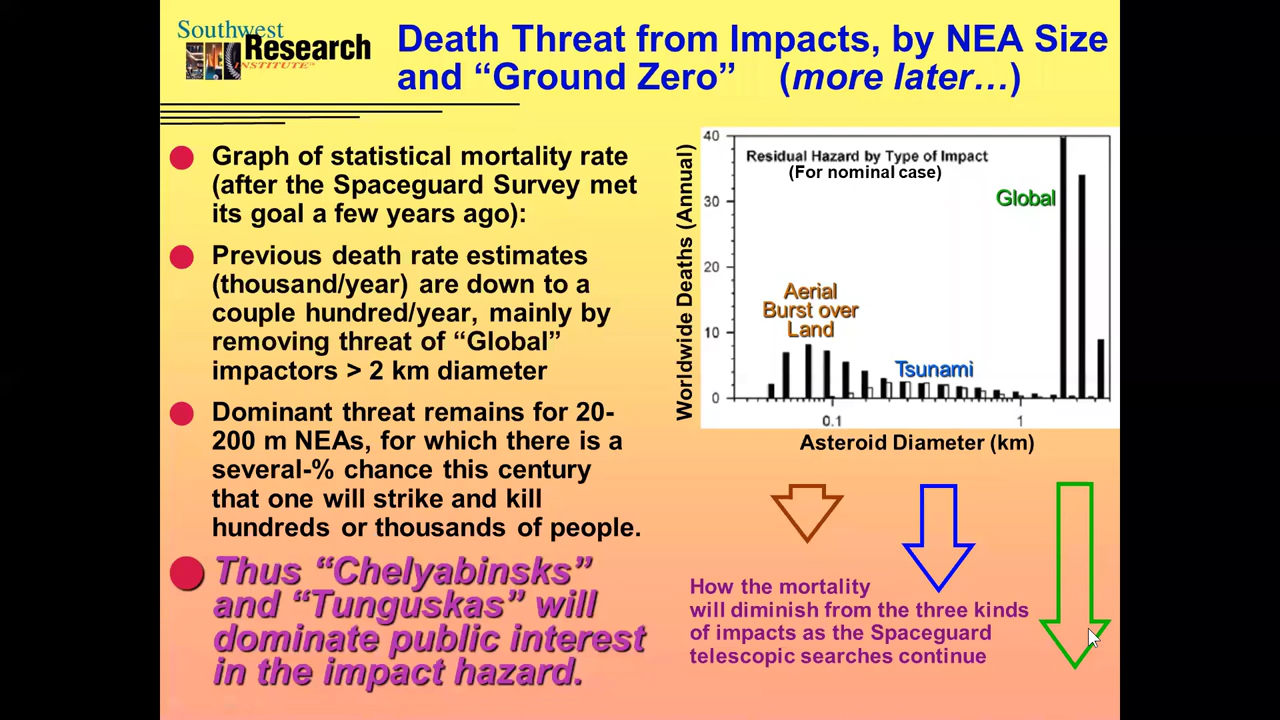 Southwest
Research
INSTITUTE™
Death Threat from Impacts, by NEA Size
and “Ground Zero” (more later…)
Graph of statistical mortality rate
(after the Spaceguard Survey met
its goal a few years ago):
Previous death rate estimates
(thousand/year) are down to a
couple hundred/year, mainly by
removing threat of “Global”
impactors > 2 km diameter
Dominant threat remains for 20-
200 m NEAs, for which there is a
several-% chance this century
that one will strike and kill
hundreds or thousands of people.
Thus “Chelyabinsks”
and “Tunguskas” will
dominate public interest
in the impact hazard.
Worldwide Deaths (Annual)
40
30
20
10
0
Residual Hazard by Type of Impact
(For nominal case)
Global
Aerial
Burst over
Land
Tsunami
0.1
1
Asteroid Diameter (km)
How the mortality
will diminish from the three kinds
of impacts as the Spaceguard
telescopic searches continue